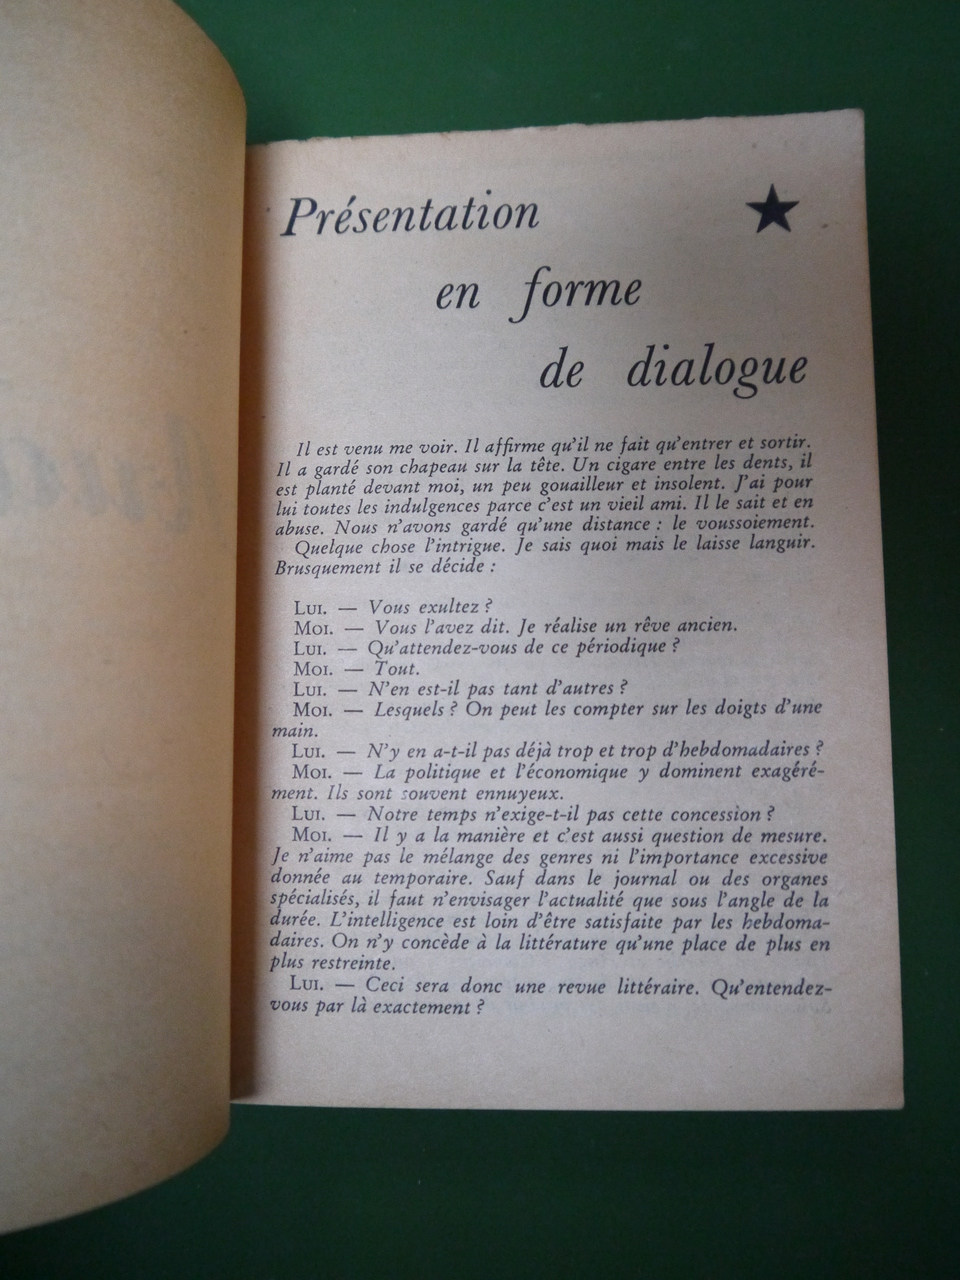 Présentation
en forme
de dialogue
Il est venu me voir. Il affirme qu'il ne fait qu'entrer et sortir.
Il a gardé son chapeau sur la tête. Un cigare entre les dents, il
est planté devant moi, un peu gouailleur et insolent. J'ai pour
lui toutes les indulgences parce c'est un vieil ami. Il le sait et en
abuse. Nous n'avons gardé qu'une distance : le voussoiement.
Quelque chose l'intrigue. Je sais quoi mais le laisse languir.
Brusquement il se décide :
LUI. — Vous exultez ?
MOI. — Vous l'avez dit. Je réalise un rêve ancien.
LUI. — Qu'attendez-vous de ce périodique ?
MOI. — Tout.
LUI. — N'en est-il pas tant d'autres ?
MOI. — Lesquels ? On peut les compter sur les doigts d'une
main.
LUI. — N'y en a-t-il pas déjà trop et trop d'hebdomadaires ?
MOI. — La politique et l'économique y dominent exagéré-
ment. Ils sont souvent ennuyeux.
LUI. — Notre temps n'exige-t-il pas cette concession ?
MOI. — Il y a la manière et c'est aussi question de mesure.
Je n'aime pas le mélange des genres ni l'importance excessive
donnée au temporaire. Sauf dans le journal ou des organes
spécialisés, il faut n'envisager l'actualité que sous l'angle de la
durée. L'intelligence est loin d'être satisfaite par les hebdoma-
daires. On n'y concède à la littérature qu'une place de plus en
plus restreinte.
LUI. — Ceci sera donc une revue littéraire. Qu'entendez-
vous par là exactement ?